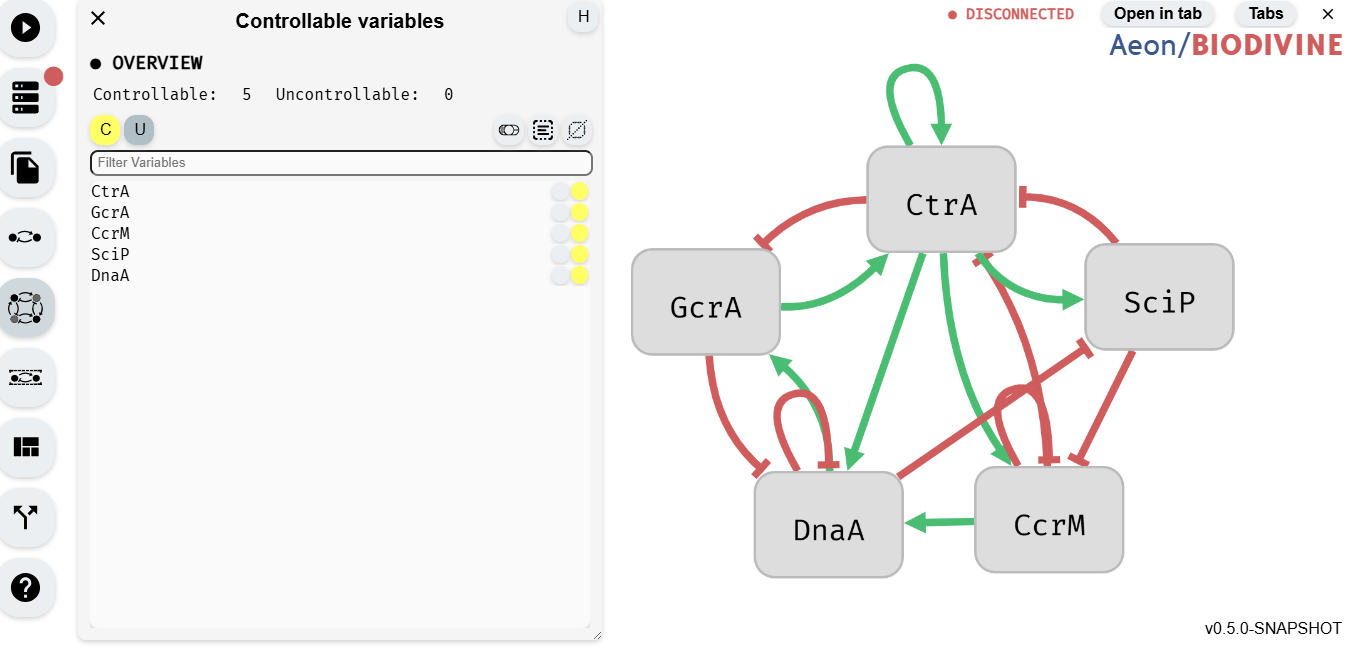 Controllable variables
H
OVERVIEW
Controllable: 5 Uncontrollable: 0
C U
Filter Variables
CtrA
GcrA
CcrM
SciP
DnaA
DISCONNECTED
Open in tab
Tabs
Aeon/BIODIVINE
CtrA
GcrA
SciP
DnaA
CcrM
v0.5.0-SNAPSHOT